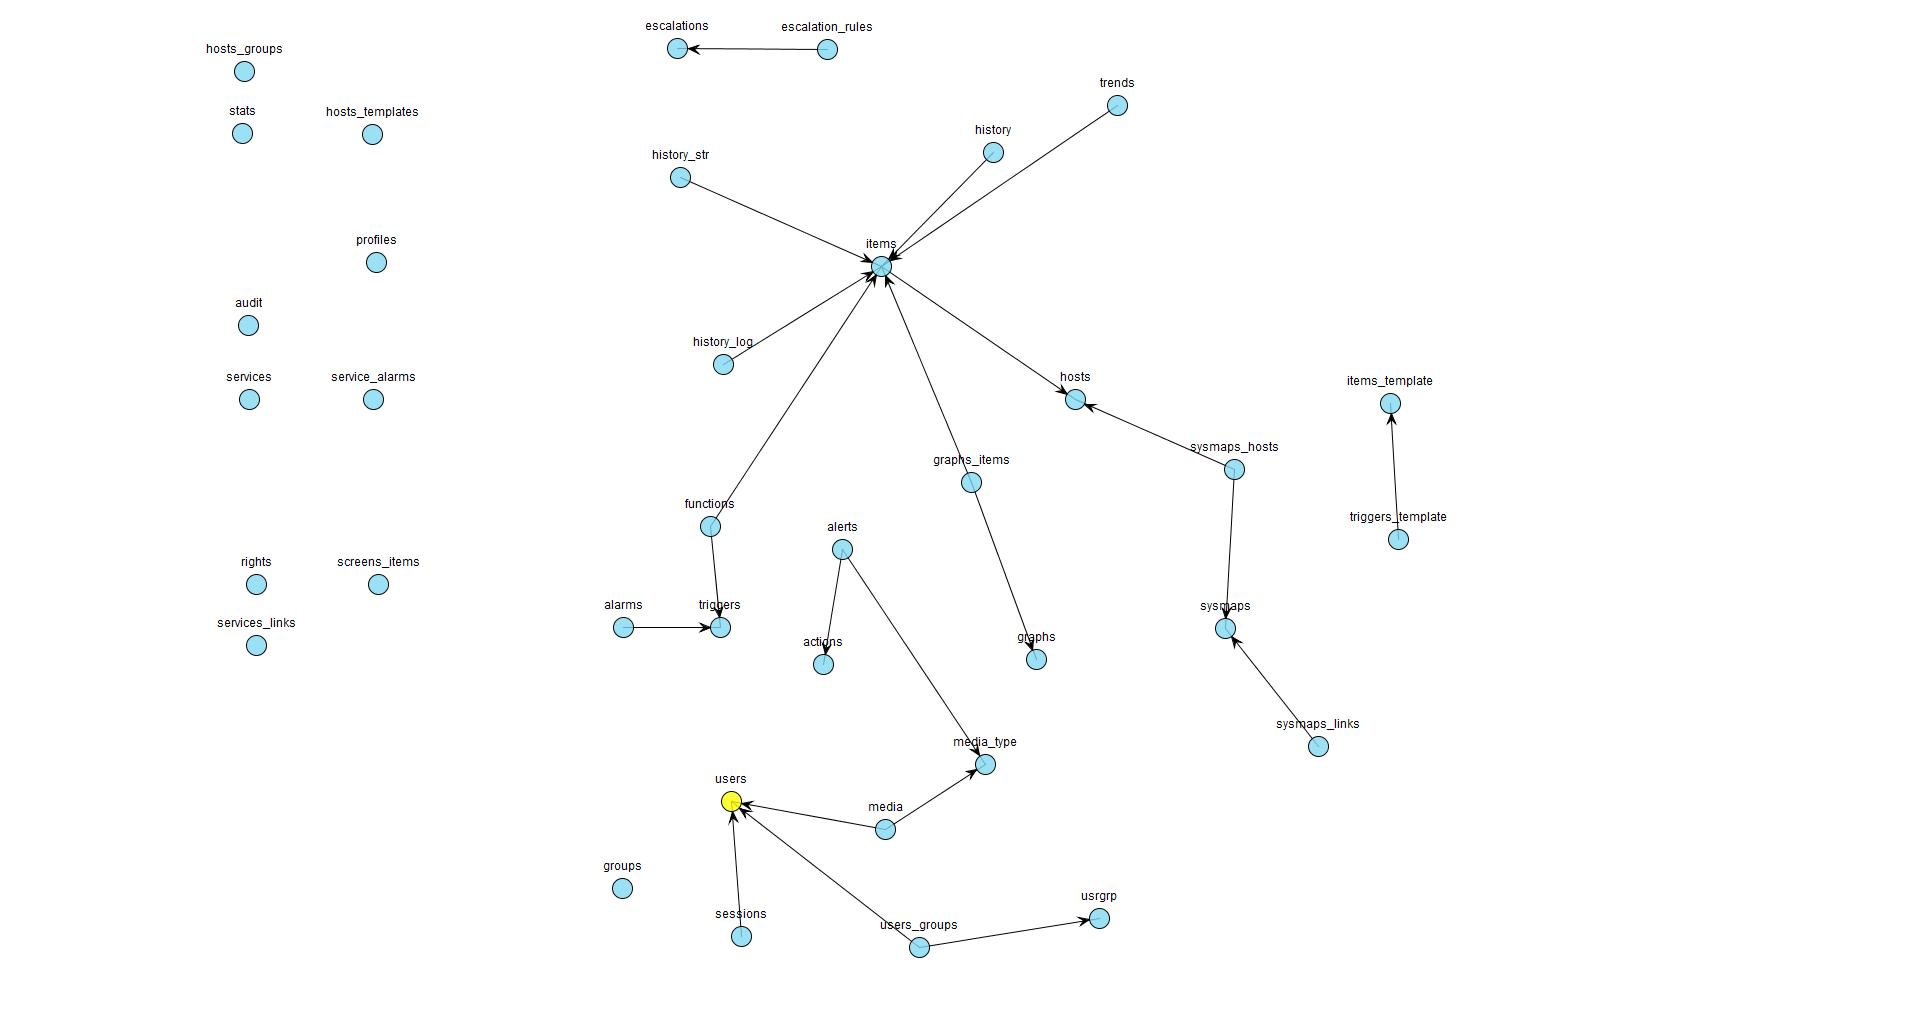 escalations
escalation_rules
hosts_groups
trends
stats
hosts_templates
history
history_str
profiles
items
audit
history_log
services
service_alarms
hosts
items_template
sysmaps_hosts
graphs_items
functions
triggers_template
alerts
rights
screens_items
alarms
triggers
sysmaps
services_links
actions
graphs
sysmaps_links
media_type
users
media
groups
usrgrp
sessions
users_groups